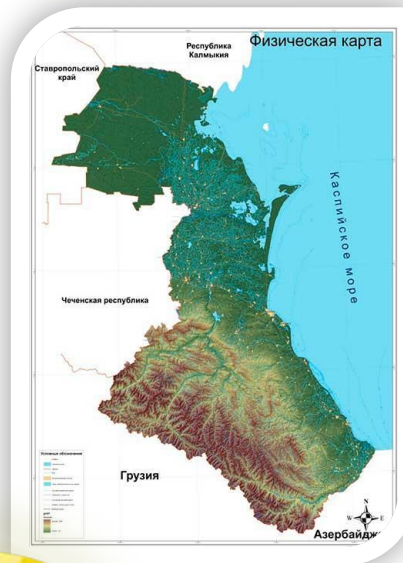 Физическая карта
Республика
Калмыкия
Ставропольский
край
Каспийское море
Чеченская республика
Условные обозначения
Грузия
N
W E
S
Азербайдж